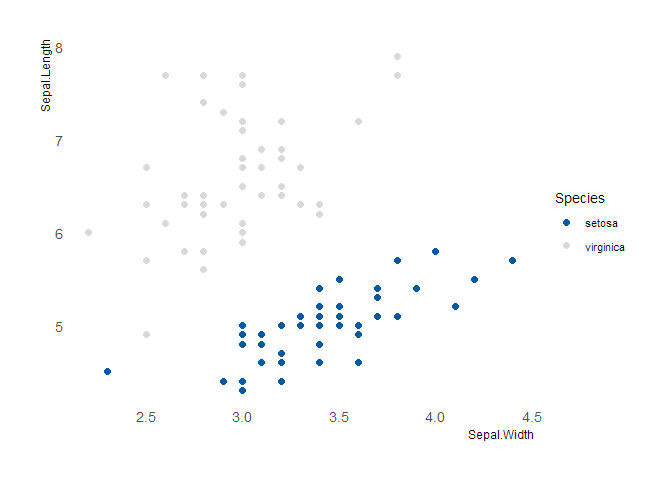 Sepal.Length
8
7
6
5
2.5 3.0 3.5 4.0 4.5
Sepal.Width
Species
setosa
virginica